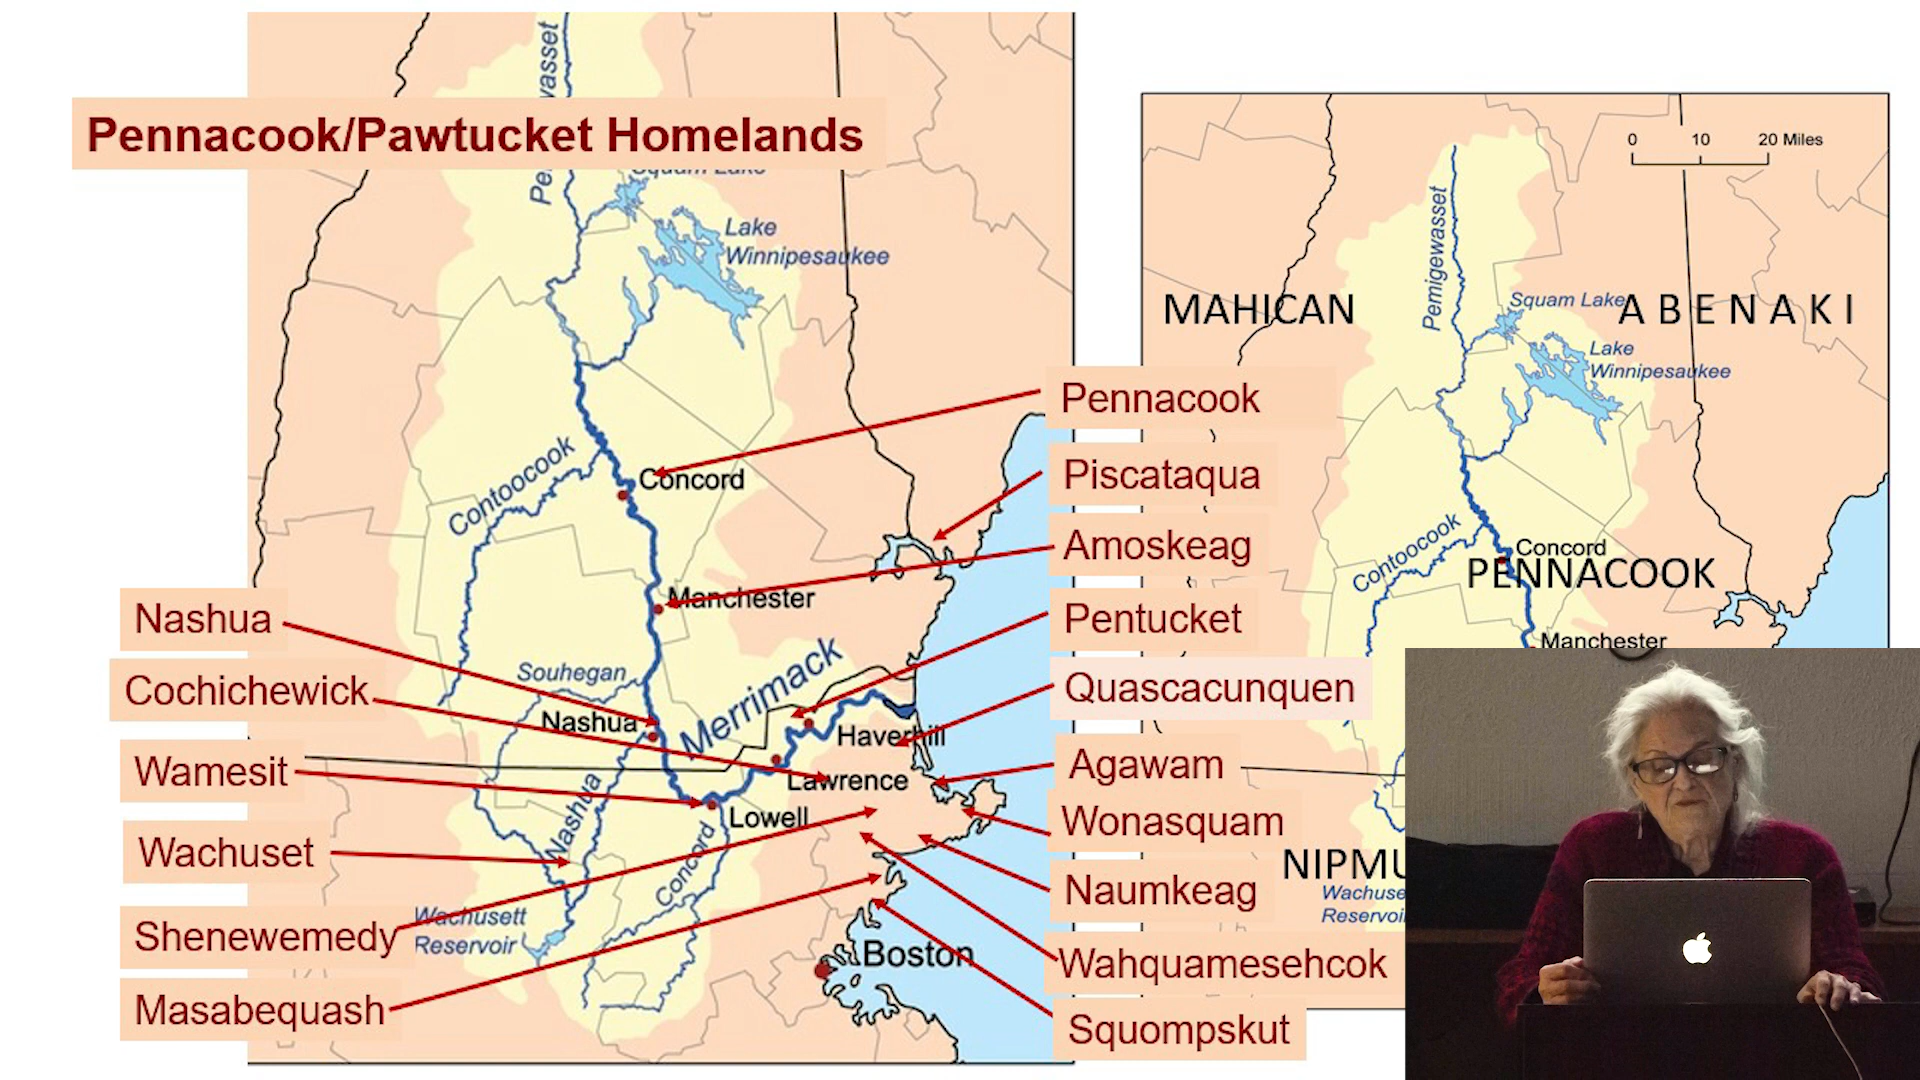 Pennacook/Pawtucket Homelands
Squam Lake
Lake
Winnipesaukee
Contoocook
Concord
Manchester
Souhegan
Nashua
Merrimack
Haverhill
Lawrence
Lowell
Nashua
Concord
Wachusett
Reservoir
Boston
Nashua
Cochichewick
Wamesit
Wachuset
Shenewemedy
Masabequash
Pennacook
Piscataqua
Amoskeag
Pentucket
Quascacunquen
Agawam
Wonasquam
Naumkeag
Wahquamesehcok
Squompskut
0 10 20 Miles
Pemigewasset
MAHICAN
ABENAKI
Squam Lake
Lake
Winnipesaukee
Contoocook
Concord
PENNACOOK
Manchester